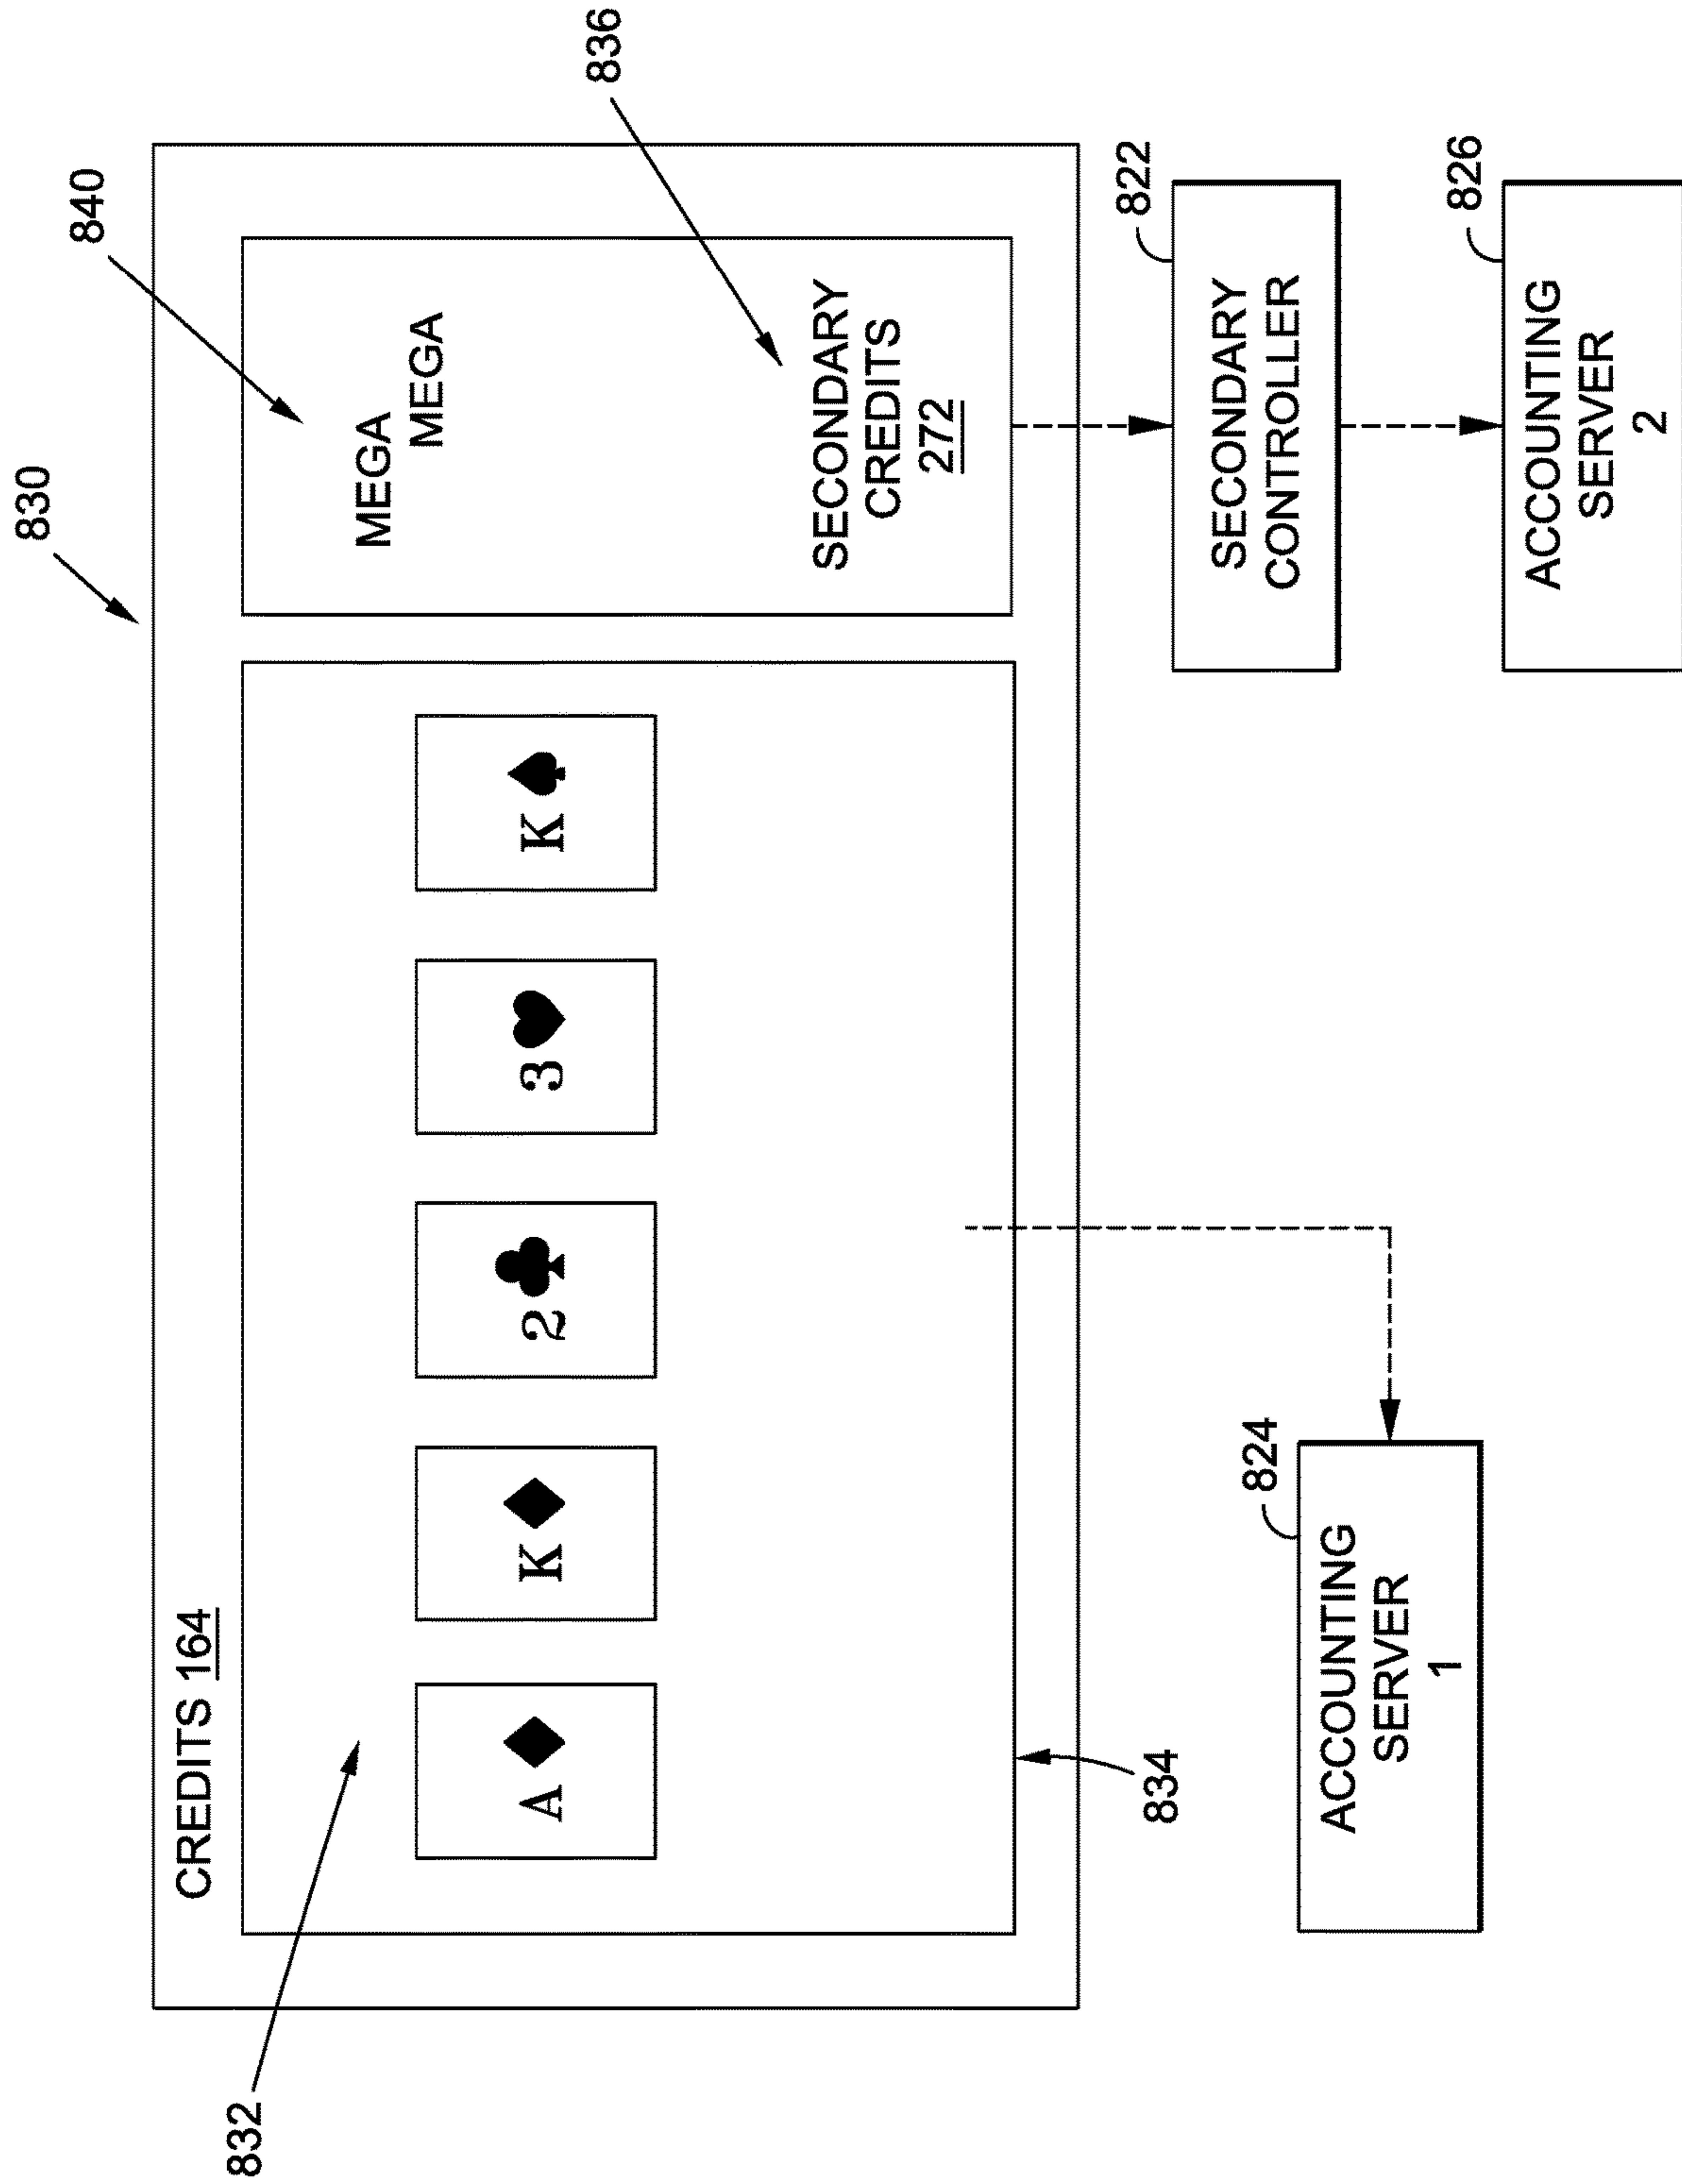 830
840
832
CREDITS 164
MEGA
MEGA
836
A
K
2
3
K
SECONDARY
CREDITS
272
834
824
ACCOUNTING
SERVER
1
822
SECONDARY
CONTROLLER
826
ACCOUNTING
SERVER
2